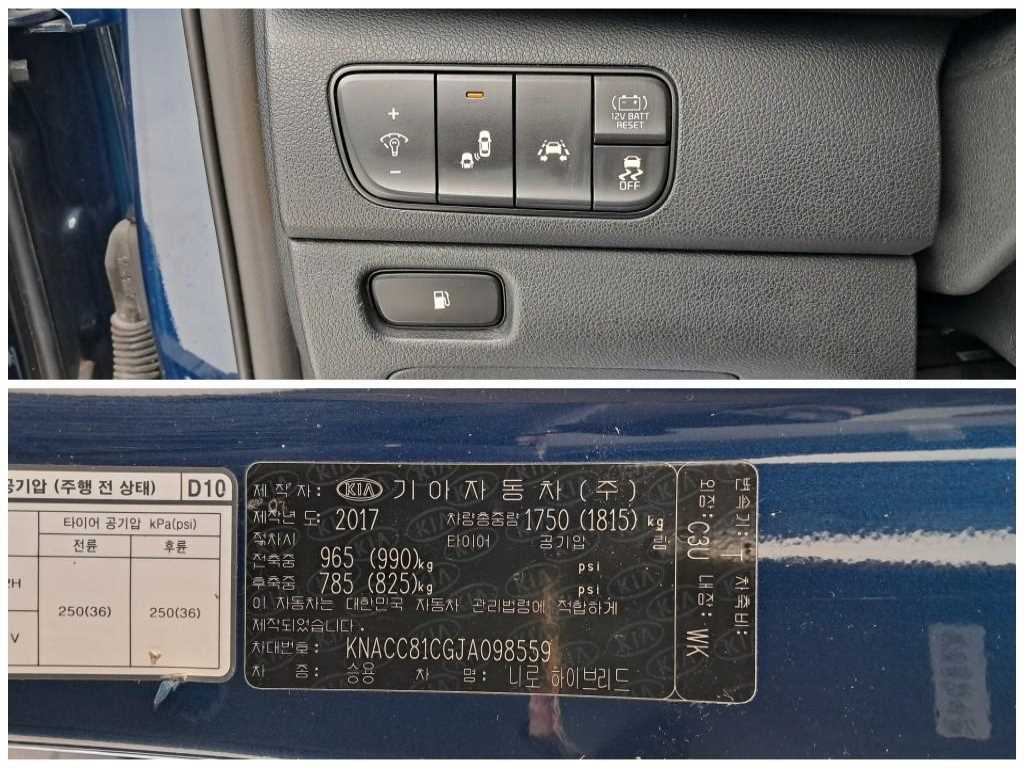 +
-
12V BATT
RESET
OFF
공기압 (주행 전 상태) D10
타이어 공기압 kPa(psi)
전륜 후륜
250(36) 250(36)
PH
V
제 작 자 : KIA 기아자동차(주)
제작년도: 2017 차량총중량 1750 (1815) kg
적차시 타이어 공기압 림
전축중 965 (990)kg psi
후축중 785 (825)kg psi
이 자동차는 대한민국 자동차 관리법령에 적합하게
제작되었습니다.
차대번호: KNACC81CGJA098559
차 종: 승용 차 명: 니로 하이브리드
변속기: T 차축비:
외장:C3U 내장:WK